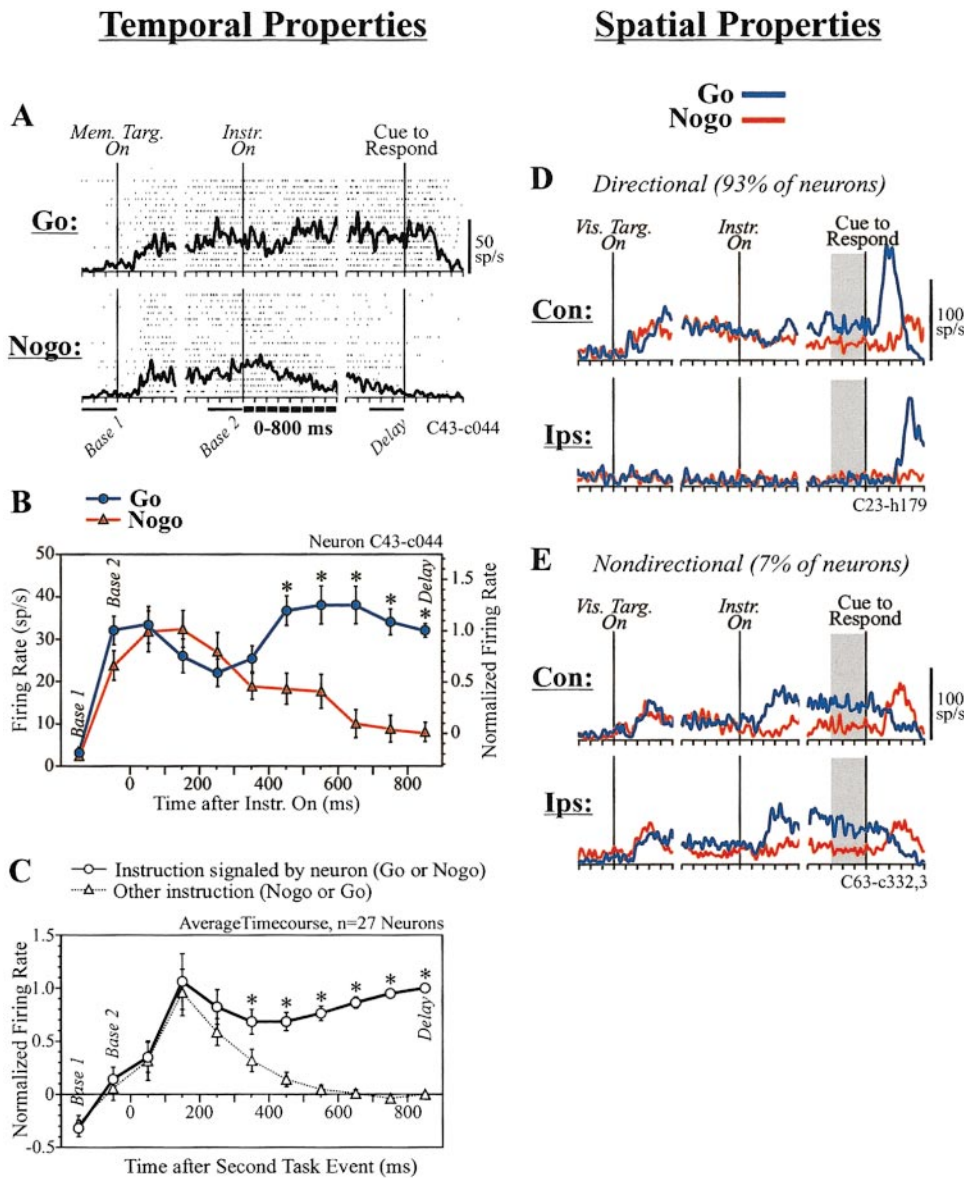 Temporal Properties
A
Mem. Targ.
On
Instr.
On
Cue to
Respond
Go:
50
sp/s
Nogo:
Base 1
Base 2
0-800 ms
Delay
C43-c044
B
Go
Nogo
Neuron C43-c044
50
40
30
20
10
0
Firing Rate (sp/s)
Base 1
Base 2
* * * * *
Delay
1.5
1.0
0.5
0
Normalized Firing Rate
0 200 400 600 800
Time after Instr. On (ms)
C
Instruction signaled by neuron (Go or Nogo)
Other instruction (Nogo or Go)
Average Timecourse, n=27 Neurons
1.5
1.0
0.5
0
-0.5
Normalized Firing Rate
Base 1
Base 2
* * * * * *
Delay
0 200 400 600 800
Time after Second Task Event (ms)
Spatial Properties
Go
Nogo
D
Directional (93% of neurons)
Vis. Targ.
On
Instr.
On
Cue to
Respond
Con:
100
sp/s
Ips:
C23-h179
E
Nondirectional (7% of neurons)
Vis. Targ.
On
Instr.
On
Cue to
Respond
Con:
100
sp/s
Ips:
C63-c332,3